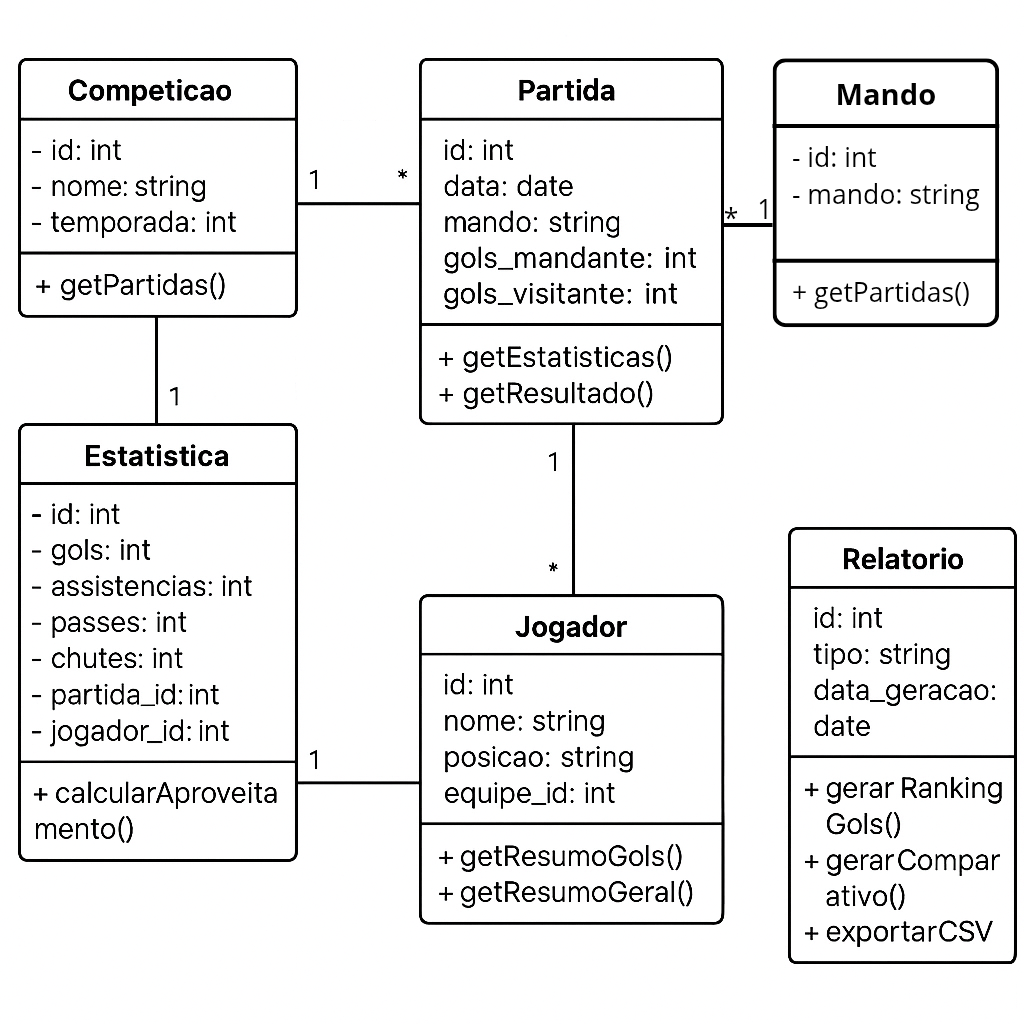 Competicao
- id: int
- nome: string
- temporada: int
+ getPartidas()
1
*
Partida
id: int
data: date
mando: string
gols_mandante: int
gols_visitante: int
+ getEstatisticas()
+ getResultado()
* 1
Mando
- id: int
- mando: string
+ getPartidas()
1
Estatistica
- id: int
- gols: int
- assistencias: int
- passes: int
- chutes: int
- partida_id: int
- jogador_id: int
+ calcularAproveita
mento()
1
*
1
Jogador
id: int
nome: string
posicao: string
equipe_id: int
+ getResumoGols()
+ getResumoGeral()
Relatorio
id: int
tipo: string
data_geracao:
date
+ gerar Ranking
Gols()
+ gerarCompar
ativo()
+ exportarCSV